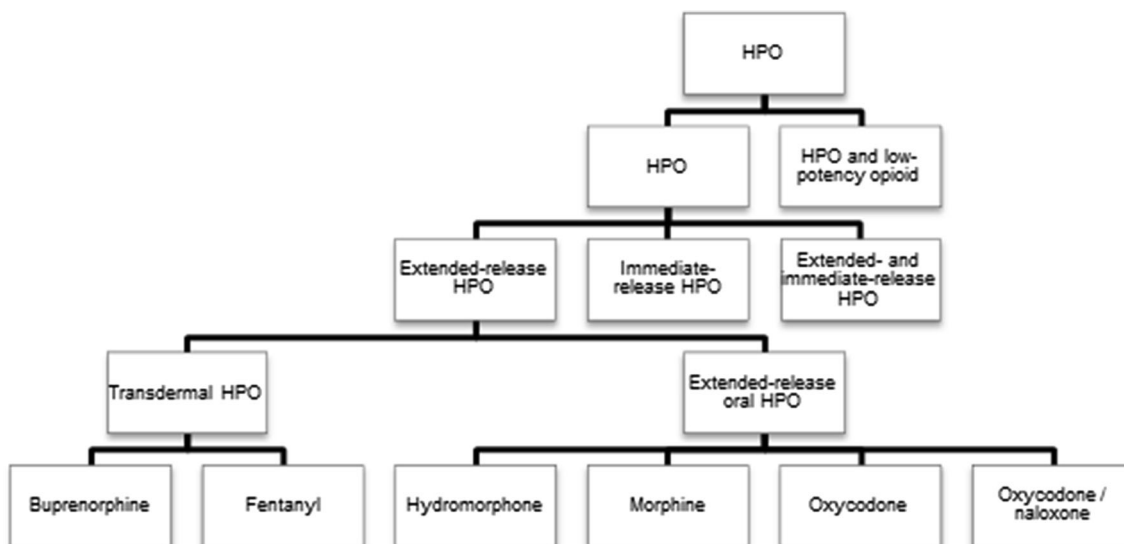 HPO
HPO
HPO and low-
potency opioid
Extended-release
HPO
Immediate-
release HPO
Extended- and
immediate-release
HPO
Transdermal HPO
Extended-release
oral HPO
Buprenorphine
Fentanyl
Hydromorphone
Morphine
Oxycodone
Oxycodone /
naloxone